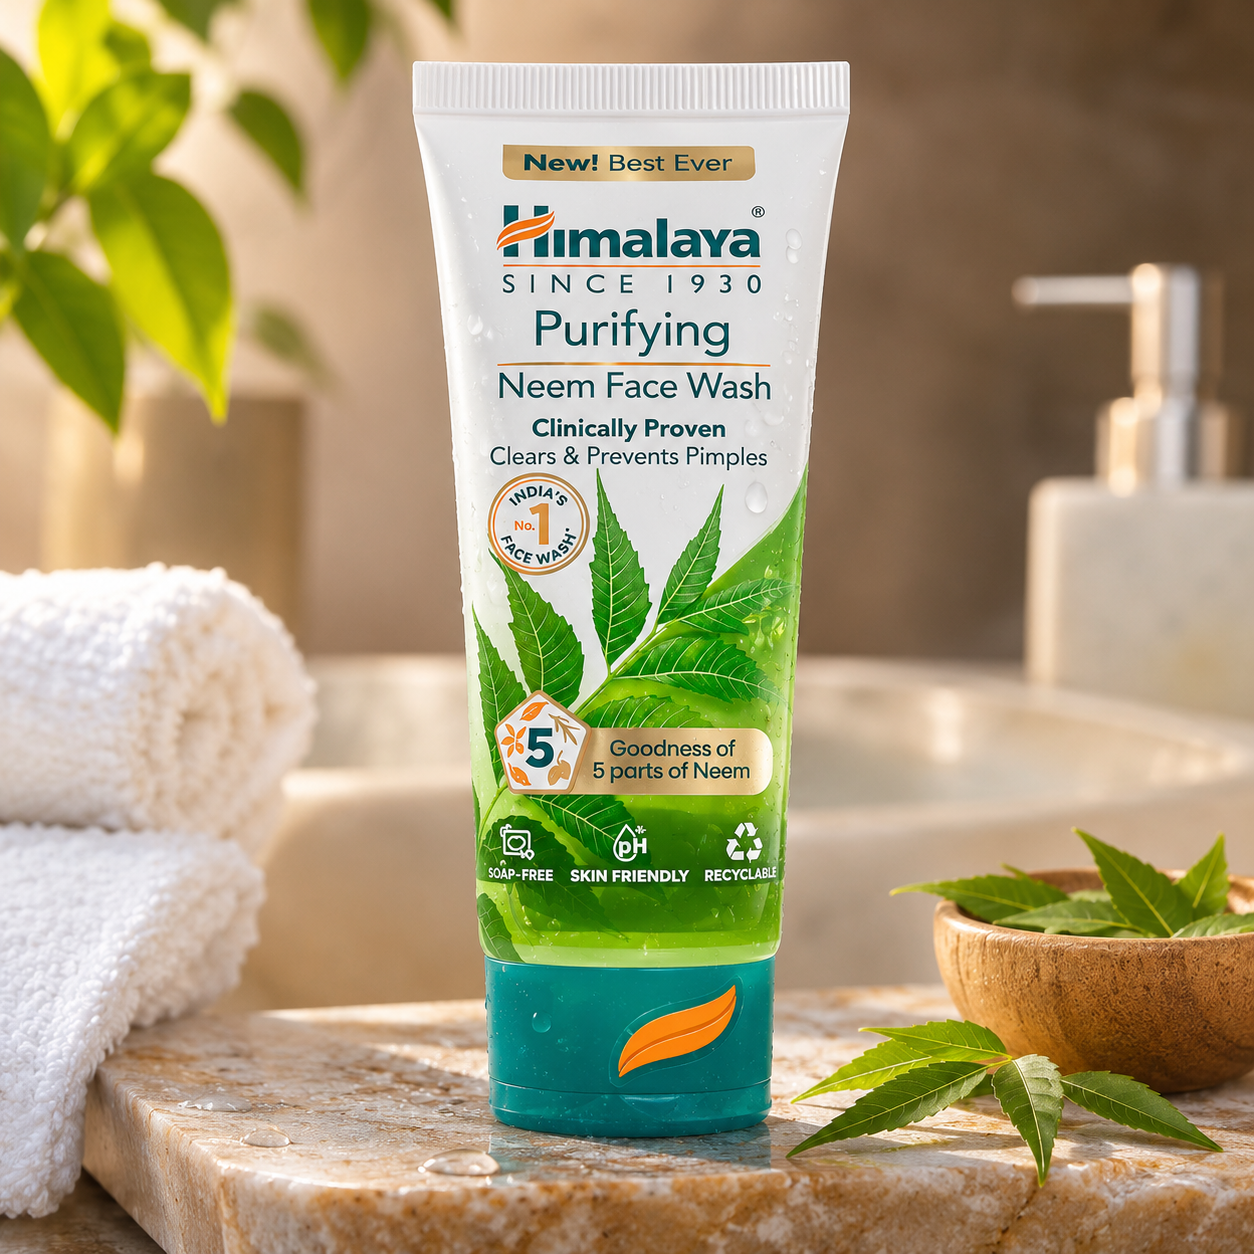 New! Best Ever
Himalaya®
SINCE 1930
Purifying
Neem Face Wash
Clinically Proven
Clears & Prevents Pimples
INDIA'S
No. 1
FACE WASH*
5
Goodness of
5 parts of Neem
pH
SOAP-FREE SKIN FRIENDLY RECYCLABLE